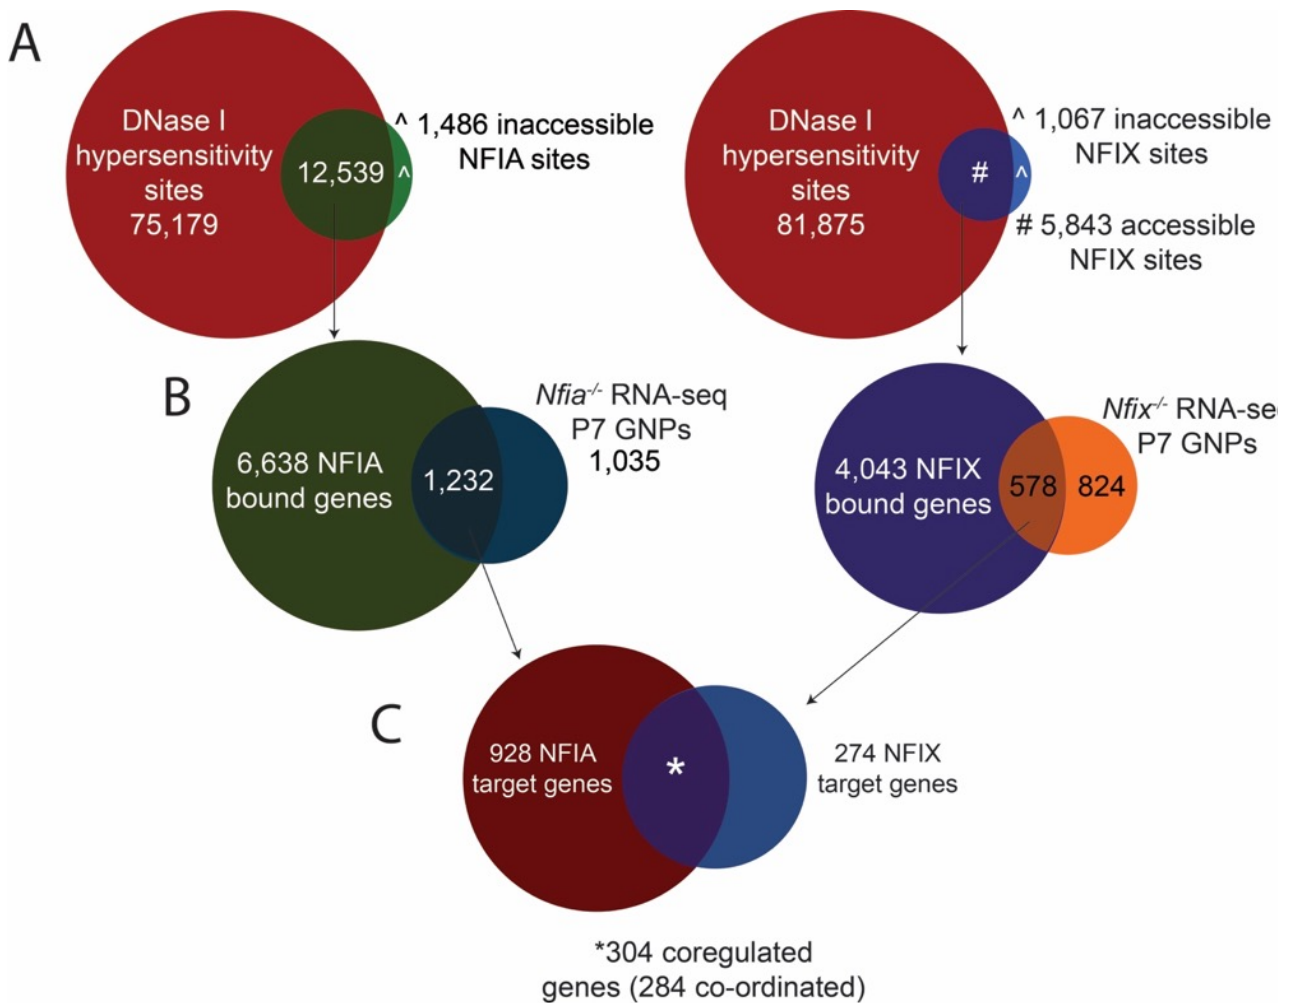 A
DNase I
hypersensitivity
sites
75,179
12,539
^
^ 1,486 inaccessible
NFIA sites
DNase I
hypersensitivity
sites
81,875
#
^
^ 1,067 inaccessible
NFIX sites
# 5,843 accessible
NFIX sites
B
6,638 NFIA
bound genes
1,232
Nfia-/- RNA-seq
P7 GNPs
1,035
4,043 NFIX
bound genes
578
824
Nfix-/- RNA-se
P7 GNPs
C
928 NFIA
target genes
*
274 NFIX
target genes
*304 coregulated
genes (284 co-ordinated)